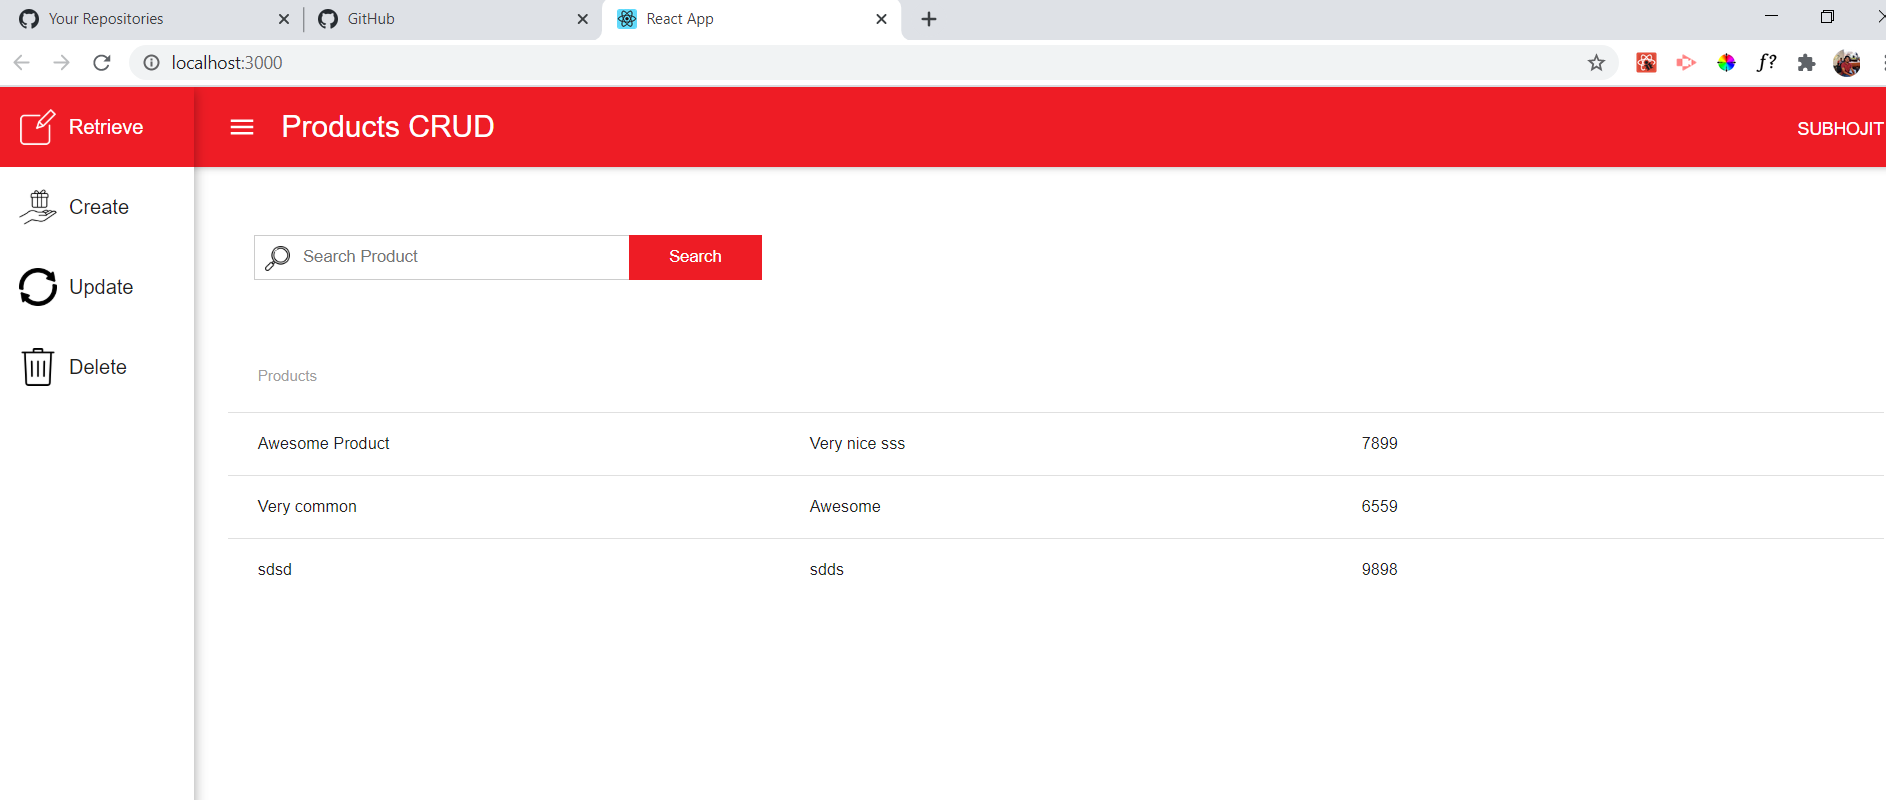 Your Repositories
GitHub
React App
localhost:3000
f?
Retrieve
Products CRUD
SUBHOJIT
Create
Update
Delete
Search Product
Search
Products
Awesome Product Very nice sss 7899
Very common Awesome 6559
sdsd sdds 9898